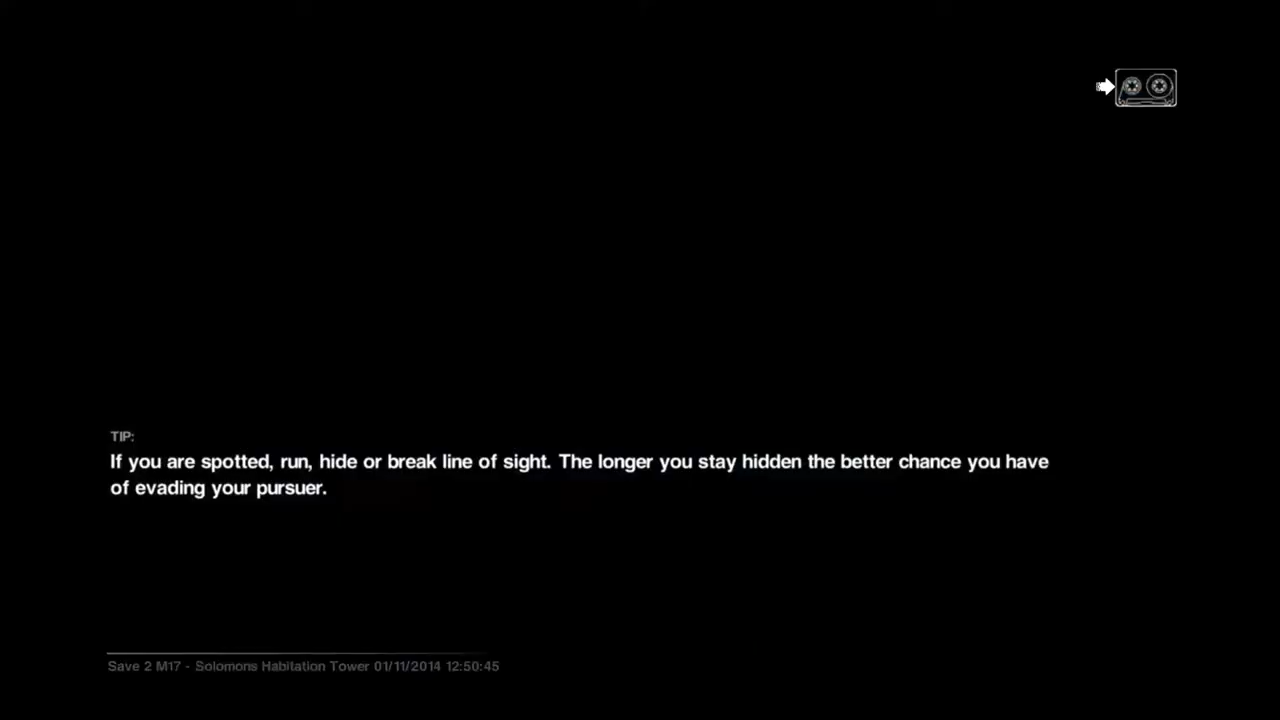 TIP:
If you are spotted, run, hide or break line of sight. The longer you stay hidden the better chance you have
of evading your pursuer.
Save 2 M17 - Solomons Habitation Tower 01/11/2014 12:50:45